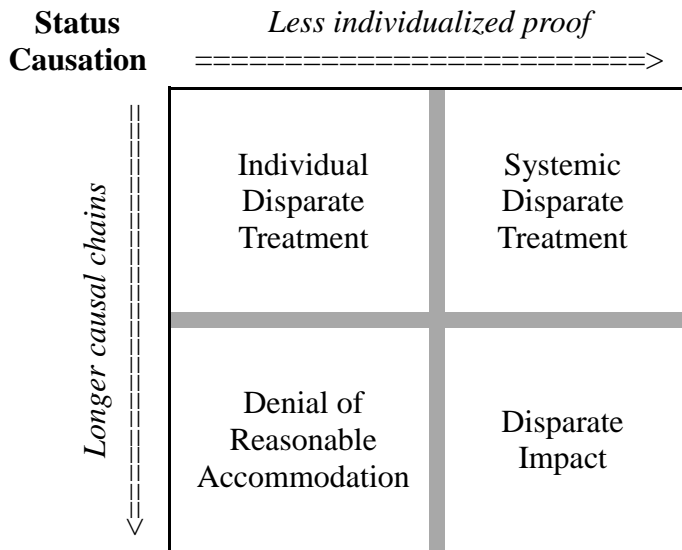 Status
Causation
Less individualized proof
=========================>
Longer causal chains
=========================>
Individual
Disparate
Treatment
Systemic
Disparate
Treatment
Denial of
Reasonable
Accommodation
Disparate
Impact